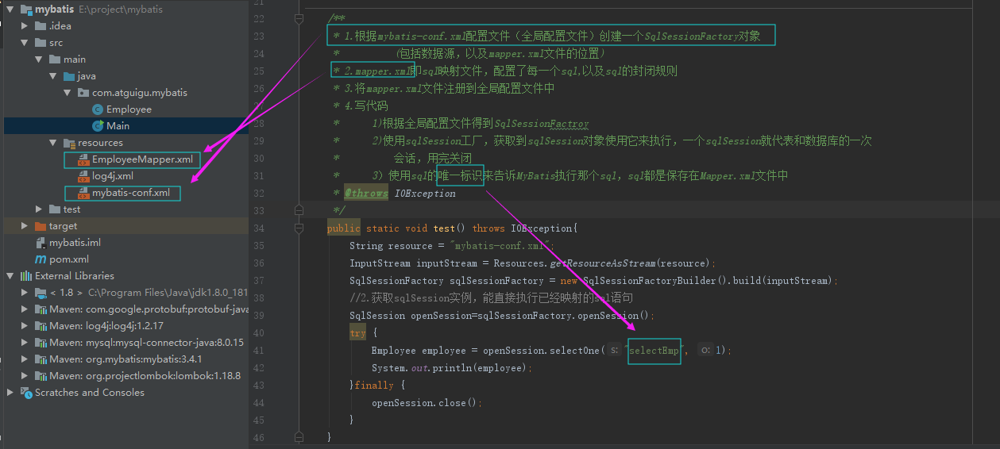 mybatis E:\project\mybatis
.idea
src
main
java
com.atguigu.mybatis
Employee
Main
resources
EmployeeMapper.xml
log4j.xml
mybatis-conf.xml
test
target
mybatis.iml
pom.xml
External Libraries
< 1.8 > C:\Program Files\Java\jdk1.8.0_181
Maven: com.google.protobuf:protobuf-java
Maven: log4j:log4j:1.2.17
Maven: mysql:mysql-connector-java:8.0.15
Maven: org.mybatis:mybatis:3.4.1
Maven: org.projectlombok:lombok:1.18.8
Scratches and Consoles
21
22 /**
23 * 1.根据mybatis-conf.xml配置文件（全局配置文件）创建一个SqlSessionFactory对象
24 * (包括数据源，以及mapper.xml文件的位置)
25 * 2.mapper.xml即sql映射文件，配置了每一个sql,以及sql的封闭规则
26 * 3.将mapper.xml文件注册到全局配置文件中
27 * 4.写代码
28 * 1)根据全局配置文件得到SqlSessionFactroy
29 * 2)使用sqlSession工厂，获取到sqlSession对象使用它来执行，一个sqlSession就代表和数据库的一次
30 * 会话，用完关闭
31 * 3）使用sql的唯一标识来告诉MyBatis执行那个sql，sql都是保存在Mapper.xml文件中
32 * @throws IOException
33 */
34 public static void test() throws IOException{
35 String resource = "mybatis-conf.xml";
36 InputStream inputStream = Resources.getResourceAsStream(resource);
37 SqlSessionFactory sqlSessionFactory = new SqlSessionFactoryBuilder().build(inputStream);
38 //2.获取sqlSession实例，能直接执行已经映射的sql语句
39 SqlSession openSession=sqlSessionFactory.openSession();
40 try {
41 Employee employee = openSession.selectOne( s: "selectEmp", o: 1);
42 System.out.println(employee);
43 }finally {
44 openSession.close();
45 }
46 }